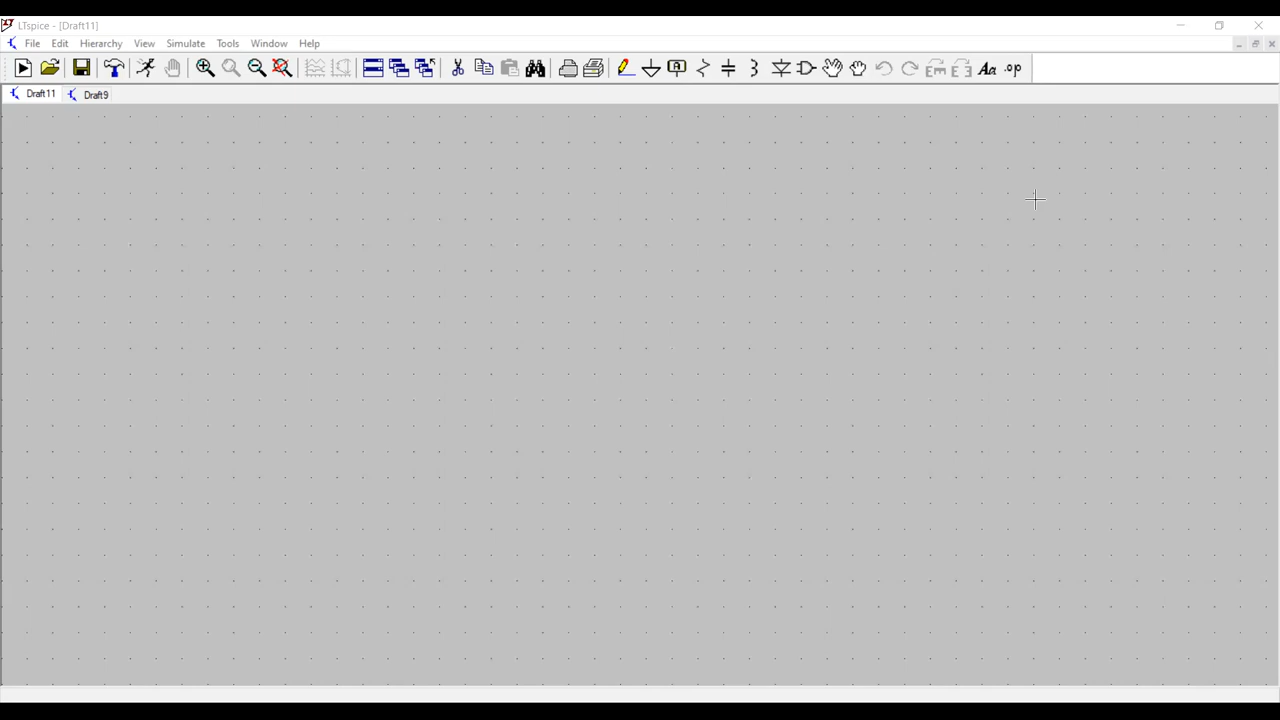 LTspice - [Draft11]
File Edit Hierarchy View Simulate Tools Window Help
Aa .op
Draft11 Draft9